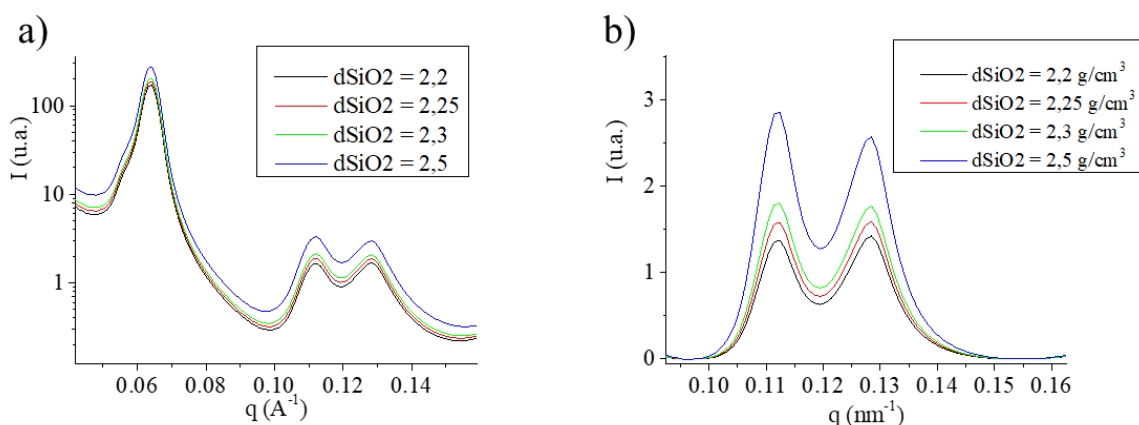 a)
dSiO2 = 2,2
dSiO2 = 2,25
dSiO2 = 2,3
dSiO2 = 2,5
I (u.a.)
100
10
1
0.06 0.08 0.10 0.12 0.14
q (A⁻¹)
b)
dSiO2 = 2,2 g/cm³
dSiO2 = 2,25 g/cm³
dSiO2 = 2,3 g/cm³
dSiO2 = 2,5 g/cm³
I (u.a.)
3
2
1
0
0.10 0.11 0.12 0.13 0.14 0.15 0.16
q (nm⁻¹)